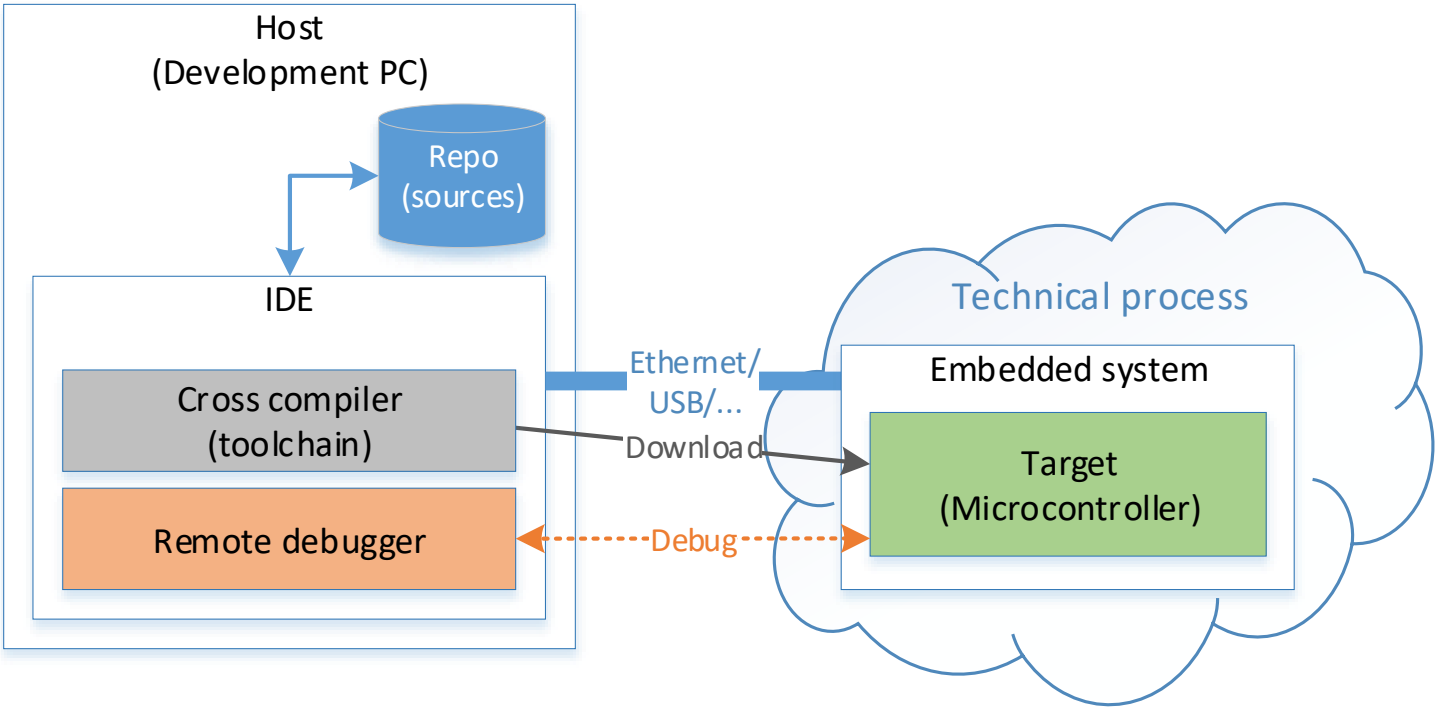 Host
(Development PC)
Repo
(sources)
IDE
Cross compiler
(toolchain)
Remote debugger
Ethernet/
USB/...
Download
Debug
Technical process
Embedded system
Target
(Microcontroller)